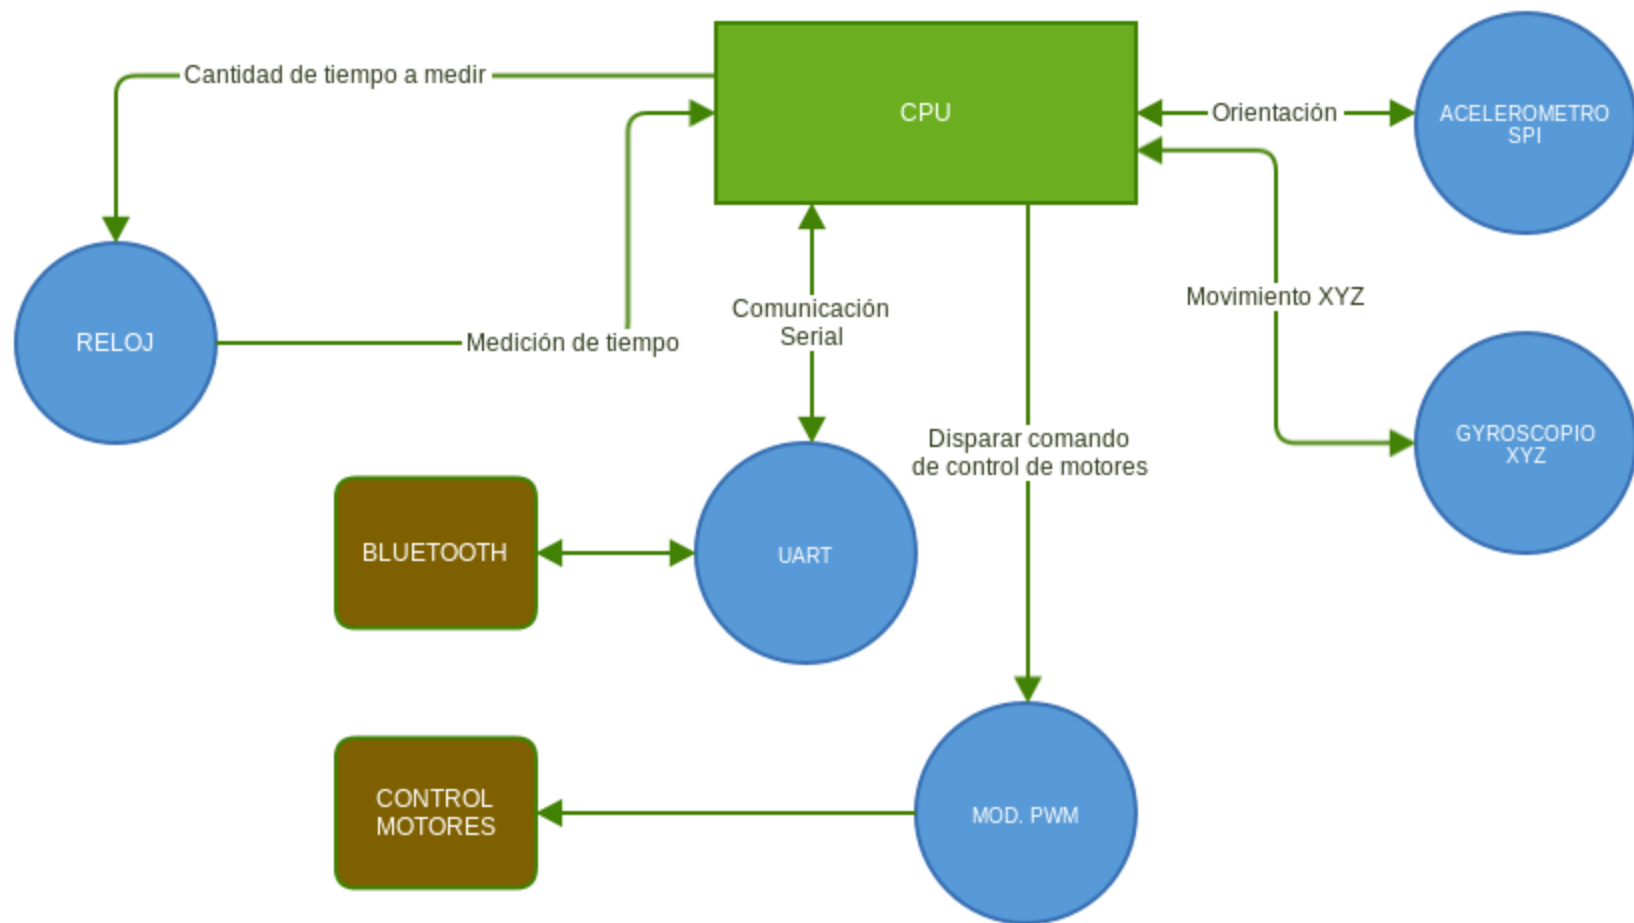 Cantidad de tiempo a medir
CPU
Orientación
ACELEROMETRO
SPI
Movimiento XYZ
Comunicación
Serial
RELOJ
Medición de tiempo
Disparar comando
de control de motores
GYROSCOPIO
XYZ
BLUETOOTH
UART
CONTROL
MOTORES
MOD. PWM